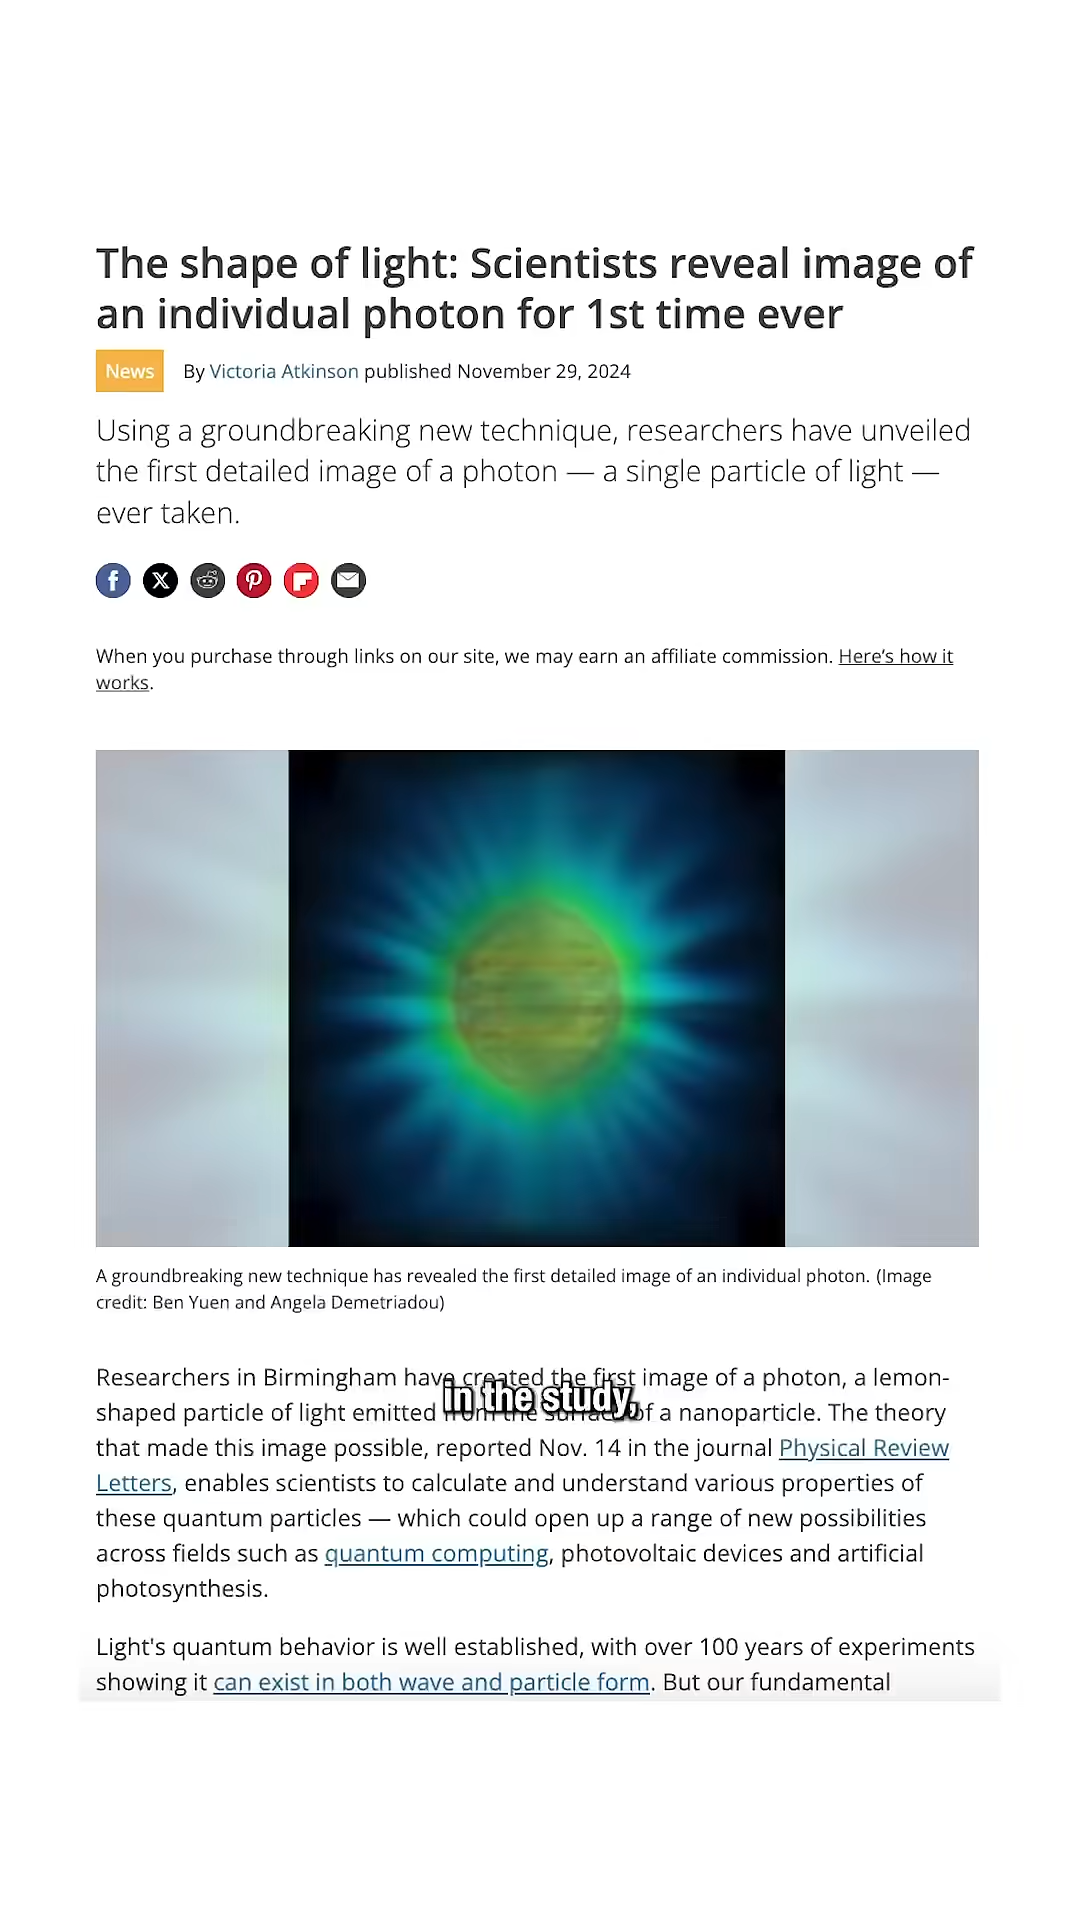 The shape of light: Scientists reveal image of
an individual photon for 1st time ever
News By Victoria Atkinson published November 29, 2024
Using a groundbreaking new technique, researchers have unveiled
the first detailed image of a photon — a single particle of light —
ever taken.
When you purchase through links on our site, we may earn an affiliate commission. Here’s how it
works.
A groundbreaking new technique has revealed the first detailed image of an individual photon. (Image
credit: Ben Yuen and Angela Demetriadou)
Researchers in Birmingham have created the first image of a photon, a lemon-
in the study,
shaped particle of light emitted from the surface of a nanoparticle. The theory
that made this image possible, reported Nov. 14 in the journal Physical Review
Letters, enables scientists to calculate and understand various properties of
these quantum particles — which could open up a range of new possibilities
across fields such as quantum computing, photovoltaic devices and artificial
photosynthesis.
Light's quantum behavior is well established, with over 100 years of experiments
showing it can exist in both wave and particle form. But our fundamental